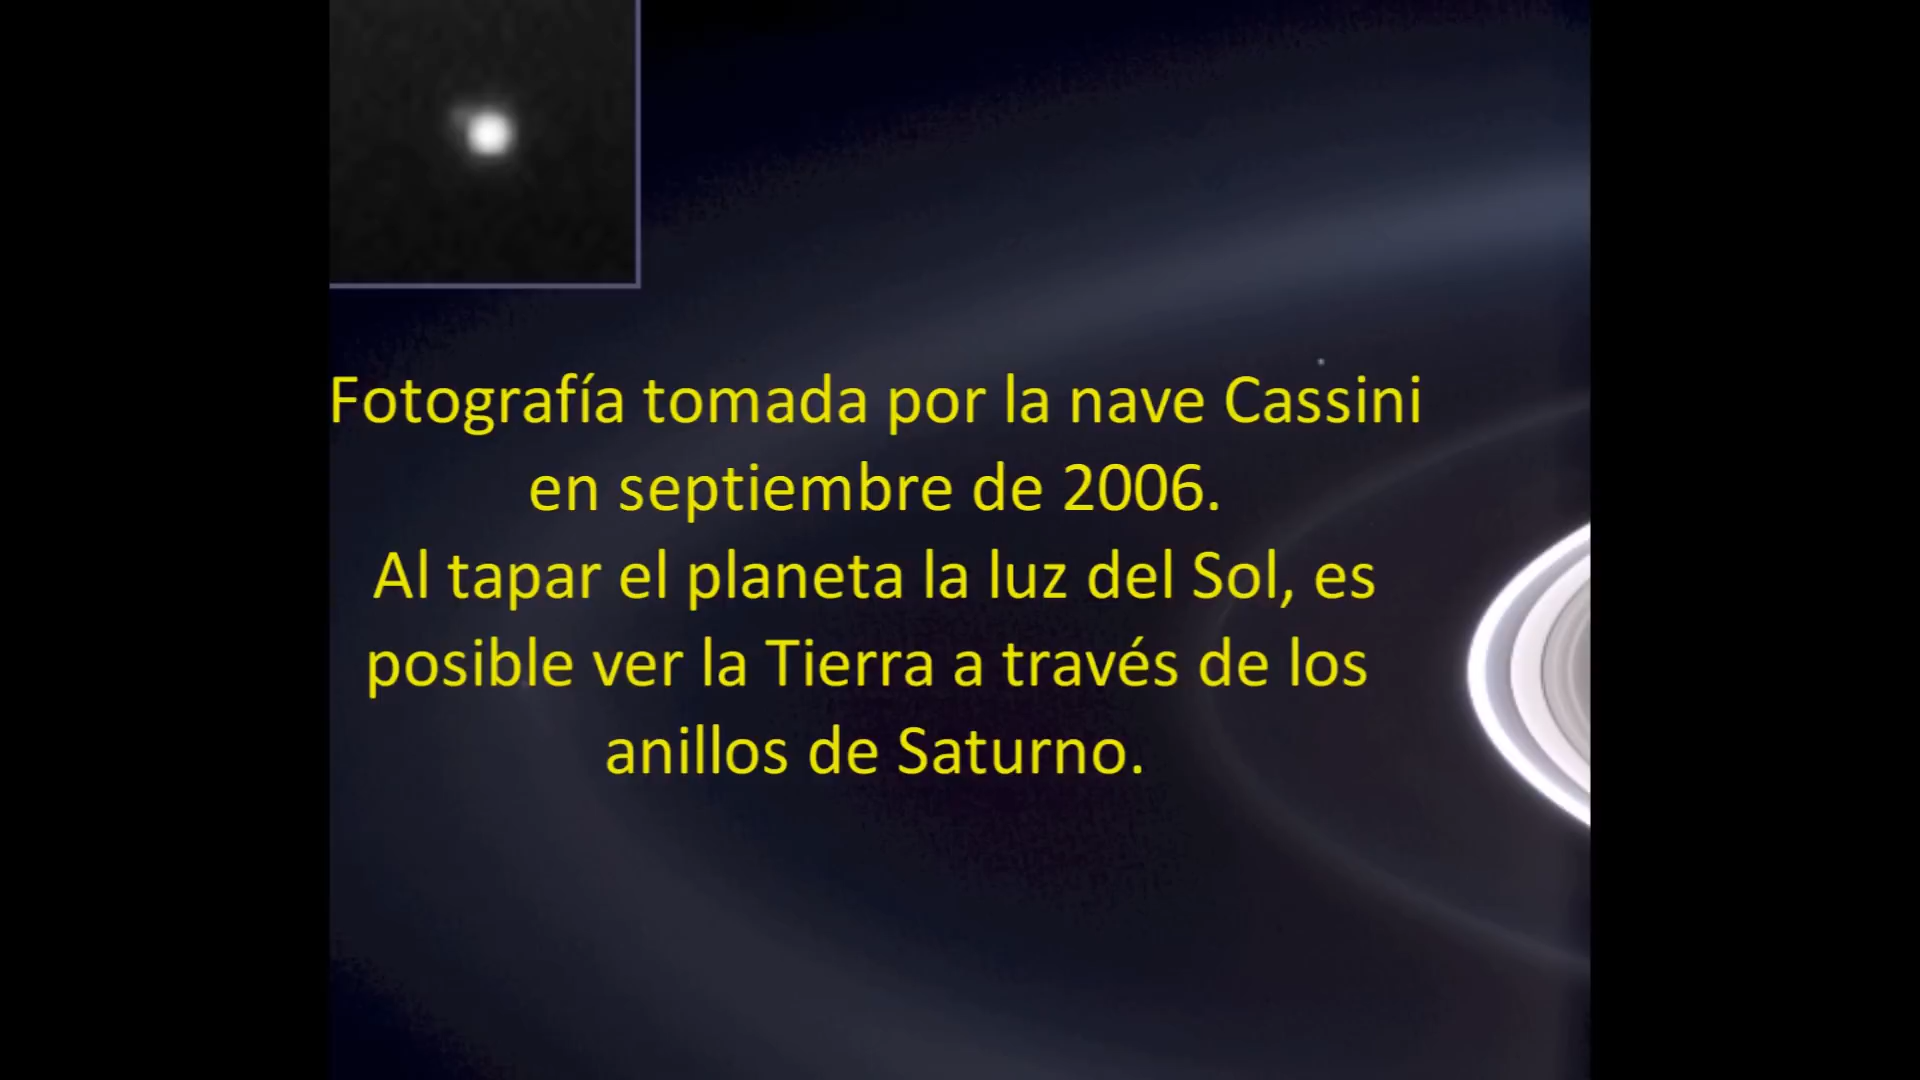 Fotografía tomada por la nave Cassini
en septiembre de 2006.
Al tapar el planeta la luz del Sol, es
posible ver la Tierra a través de los
anillos de Saturno.